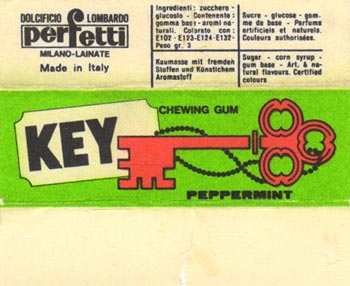 DOLCIFICIO LOMBARDO
perfetti
MILANO-LAINATE
Made in Italy
Ingredienti: zucchero -
glucosio - Contenente:
gomma bas - aromi na-
turali. Colorato con:
E102-E123-E124-E132-
Peso gr. 3
Kaumasse mit fremden
Stoffen und Künstlichem
Aromastoff
Sucre - glucose - gom-
me de base - Parfums
artificiels et naturels.
Couleurs authorisées.
Sugar - corn syrup -
gum base - Art. & na-
tural flavours. Certified
colours
KEY
CHEWING GUM
PEPPERMINT